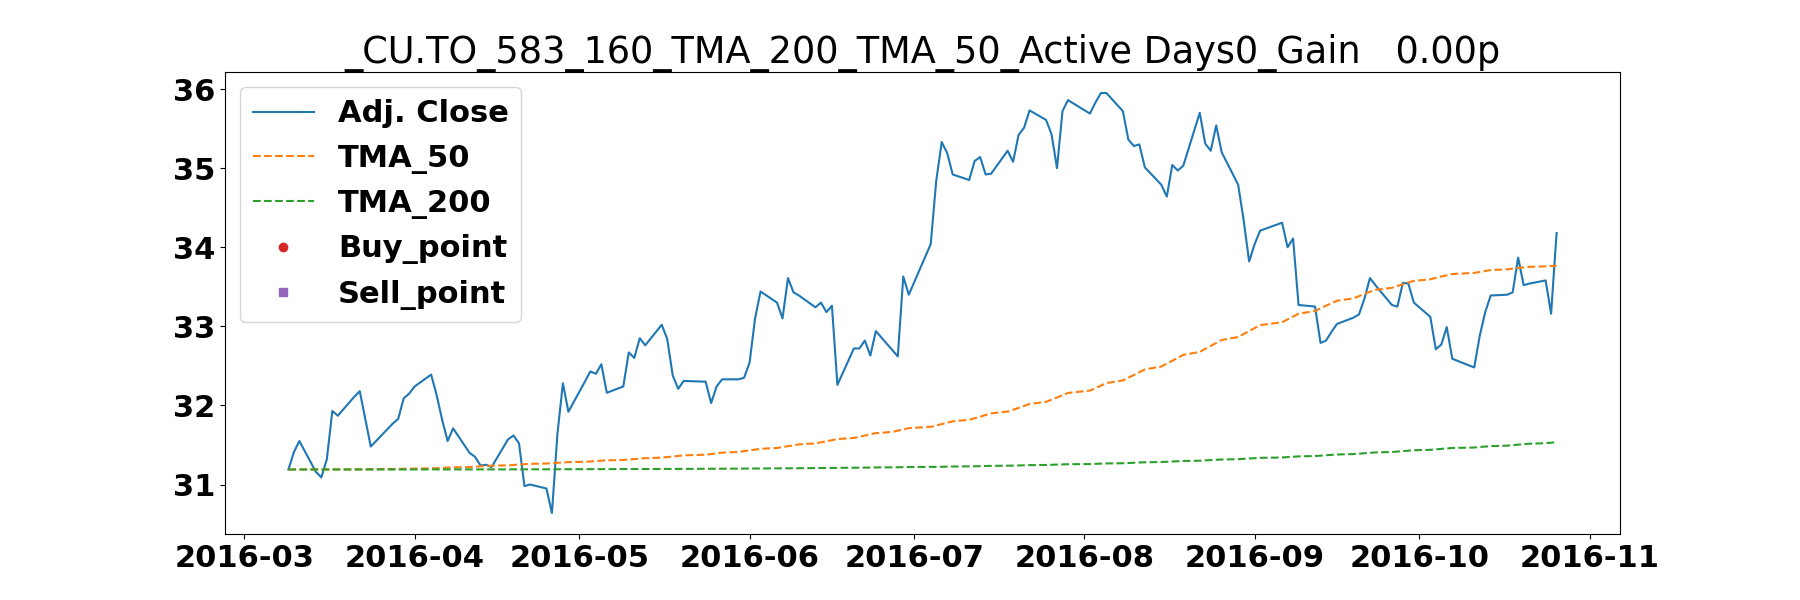 _CU.TO_583_160_TMA_200_TMA_50_Active Days0_Gain   0.00p
36
35
34
33
32
31
Adj. Close
TMA_50
TMA_200
Buy_point
Sell_point
2016-03 2016-04 2016-05 2016-06 2016-07 2016-08 2016-09 2016-10 2016-11